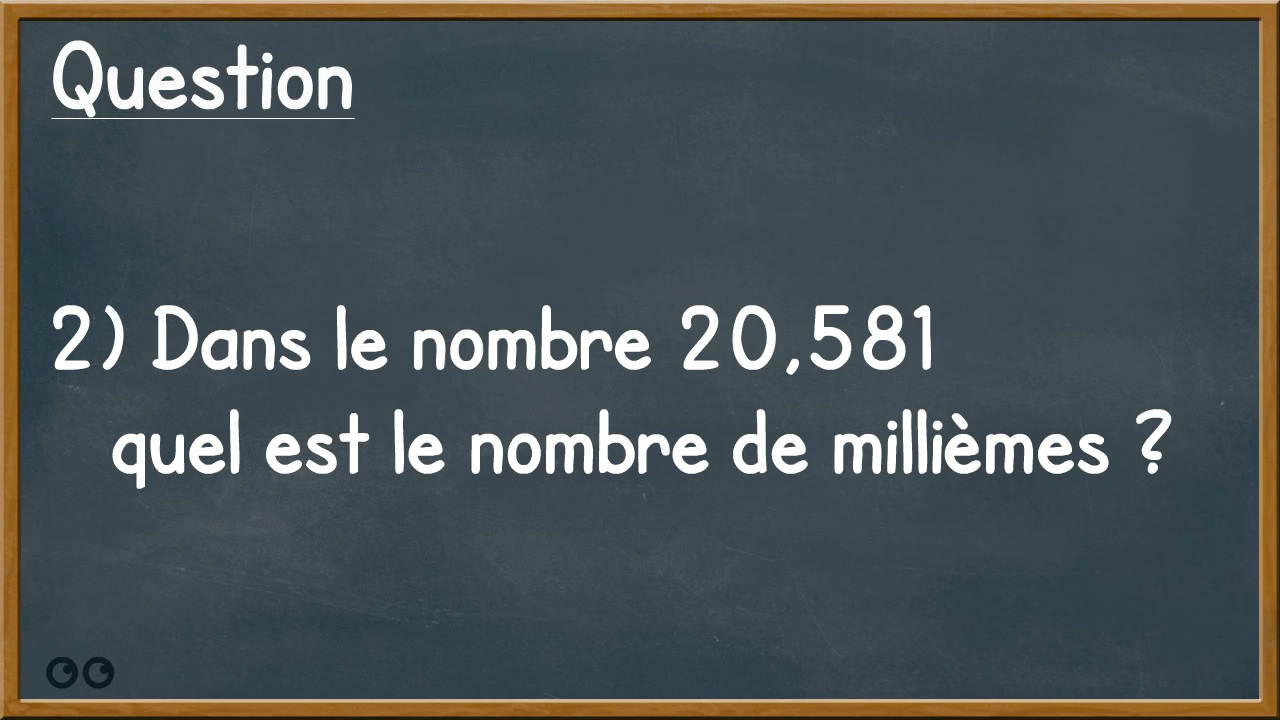 Question
2) Dans le nombre 20,581
quel est le nombre de millièmes ?